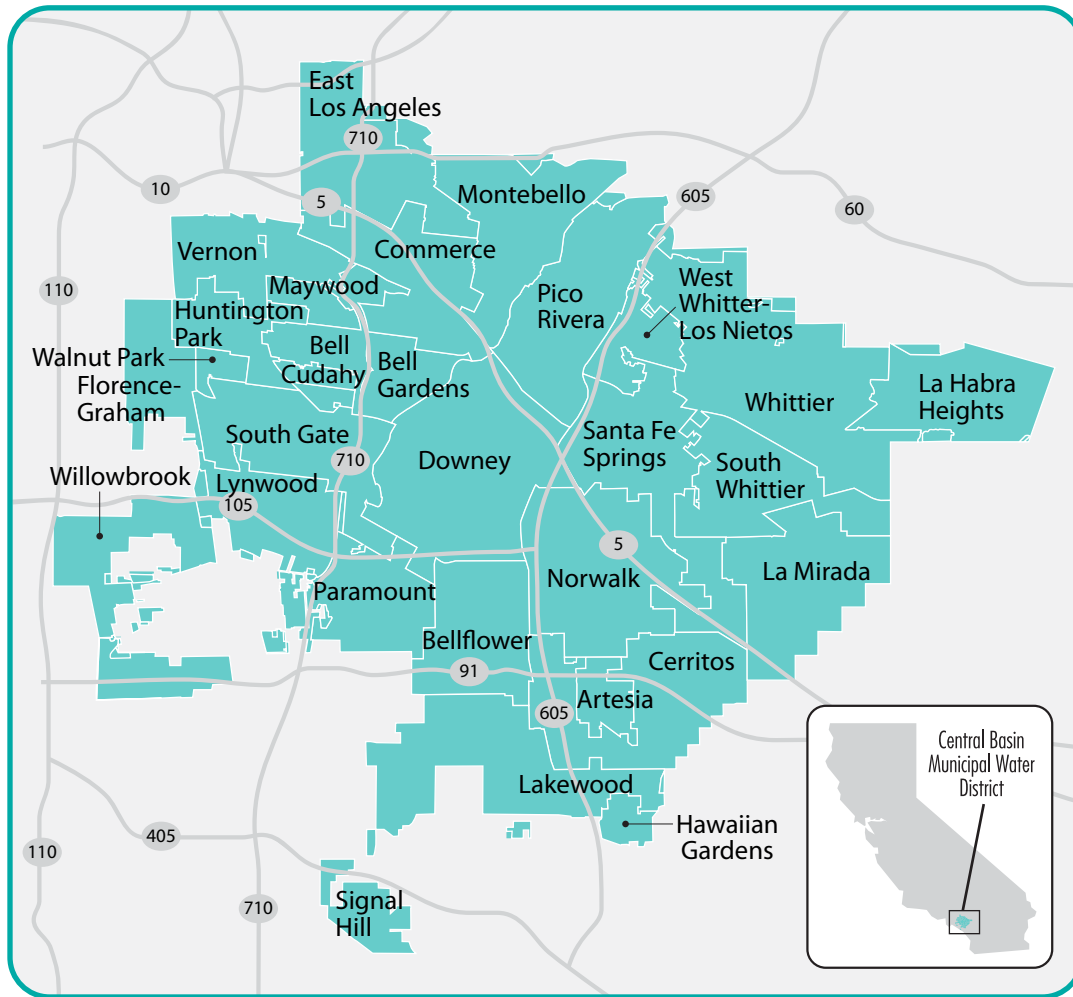 East
Los Angeles
710
Montebello
10
5
605
60
Vernon
Commerce
110
Maywood
West
Whitter-
Los Nietos
Pico
Rivera
Huntington
Park
Walnut Park
Bell
Cudahy
Bell
Gardens
Florence-
Graham
La Habra
Heights
Whittier
South Gate
710
Downey
Santa Fe
Springs
South
Whittier
Willowbrook
Lynwood
105
5
Norwalk
La Mirada
Paramount
Bellflower
91
Cerritos
Artesia
605
Central Basin
Municipal Water
District
Lakewood
405
110
Hawaiian
Gardens
710
Signal
Hill